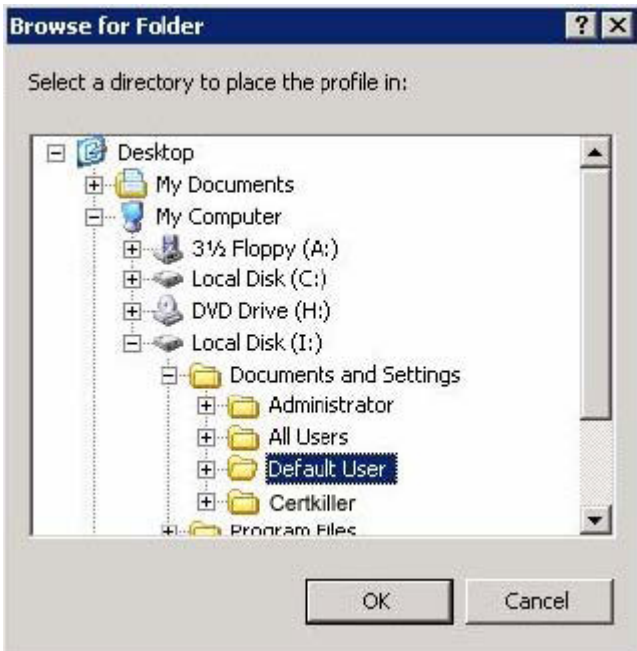 Browse for Folder
Select a directory to place the profile in:
Desktop
My Documents
My Computer
3½ Floppy (A:)
Local Disk (C:)
DVD Drive (H:)
Local Disk (I:)
Documents and Settings
Administrator
All Users
Default User
Certkiller
Program Files
OK
Cancel